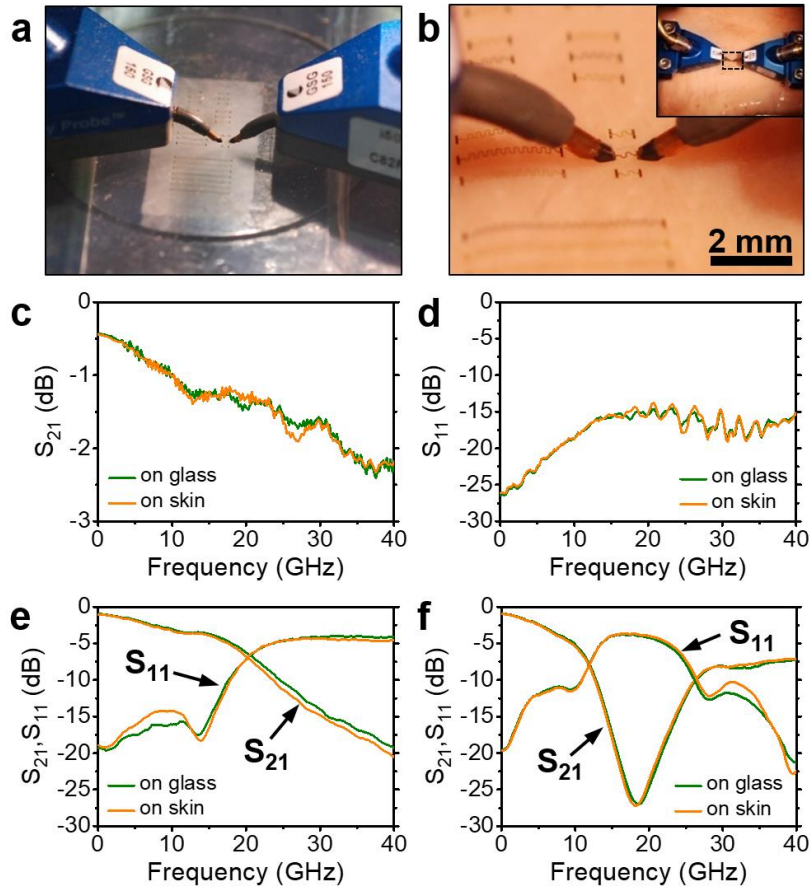 a
b
GSG
150
GSG
150
y Probe™
2 mm
c
0
-1
-2
-3
S21 (dB)
on glass
on skin
0
10
20
30
40
Frequency (GHz)
d
0
-5
-10
-15
-20
-25
-30
S11 (dB)
on glass
on skin
0
10
20
30
40
Frequency (GHz)
e
0
-5
-10
-15
-20
-25
-30
S21, S11 (dB)
S11
S21
on glass
on skin
0
10
20
30
40
Frequency (GHz)
f
0
-5
-10
-15
-20
-25
-30
S21, S11 (dB)
S11
S21
on glass
on skin
0
10
20
30
40
Frequency (GHz)